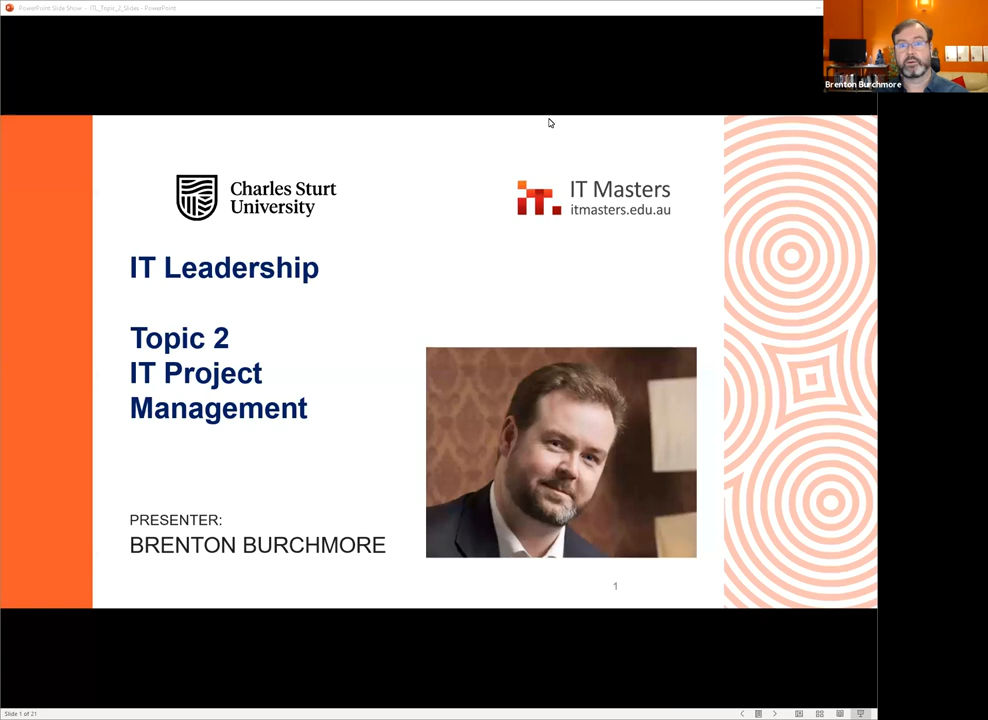 PowerPoint Slide Show - ITL_Topic_2_Slides - PowerPoint
Brenton Burchmore
Charles Sturt
University
IT Masters
itmasters.edu.au
IT Leadership
Topic 2
IT Project
Management
PRESENTER:
BRENTON BURCHMORE
1
Slide 1 of 21